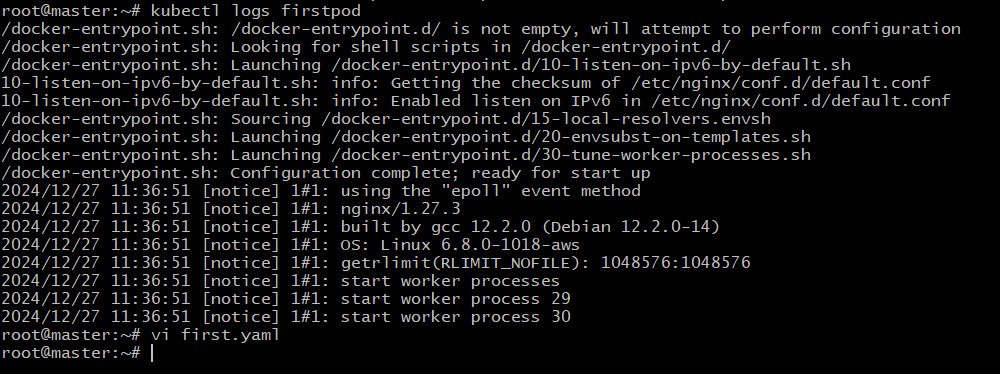 root@master:~# kubectl logs firstpod
/docker-entrypoint.sh: /docker-entrypoint.d/ is not empty, will attempt to perform configuration
/docker-entrypoint.sh: Looking for shell scripts in /docker-entrypoint.d/
/docker-entrypoint.sh: Launching /docker-entrypoint.d/10-listen-on-ipv6-by-default.sh
10-listen-on-ipv6-by-default.sh: info: Getting the checksum of /etc/nginx/conf.d/default.conf
10-listen-on-ipv6-by-default.sh: info: Enabled listen on IPv6 in /etc/nginx/conf.d/default.conf
/docker-entrypoint.sh: Sourcing /docker-entrypoint.d/15-local-resolvers.envsh
/docker-entrypoint.sh: Launching /docker-entrypoint.d/20-envsubst-on-templates.sh
/docker-entrypoint.sh: Launching /docker-entrypoint.d/30-tune-worker-processes.sh
/docker-entrypoint.sh: Configuration complete; ready for start up
2024/12/27 11:36:51 [notice] 1#1: using the "epoll" event method
2024/12/27 11:36:51 [notice] 1#1: nginx/1.27.3
2024/12/27 11:36:51 [notice] 1#1: built by gcc 12.2.0 (Debian 12.2.0-14)
2024/12/27 11:36:51 [notice] 1#1: OS: Linux 6.8.0-1018-aws
2024/12/27 11:36:51 [notice] 1#1: getrlimit(RLIMIT_NOFILE): 1048576:1048576
2024/12/27 11:36:51 [notice] 1#1: start worker processes
2024/12/27 11:36:51 [notice] 1#1: start worker process 29
2024/12/27 11:36:51 [notice] 1#1: start worker process 30
root@master:~# vi first.yaml
root@master:~#